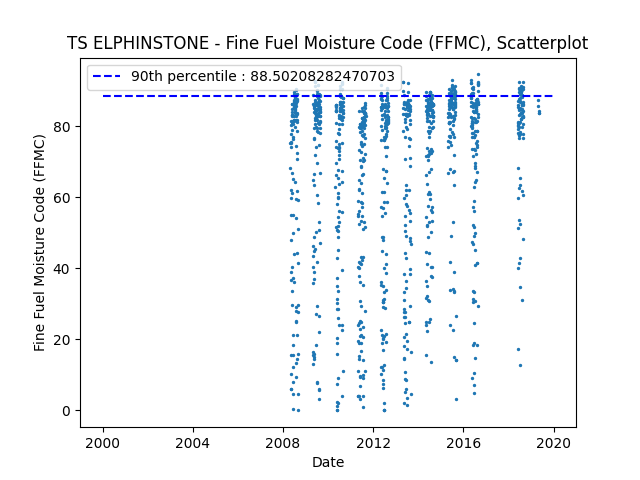 TS ELPHINSTONE - Fine Fuel Moisture Code (FFMC), Scatterplot
90th percentile : 88.50208282470703
Fine Fuel Moisture Code (FFMC)
80
60
40
20
0
2000 2004 2008 2012 2016 2020
Date